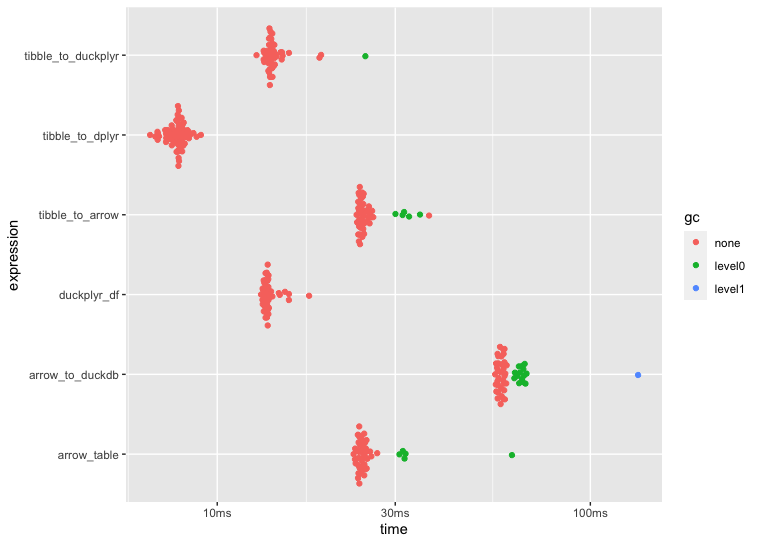 tibble_to_duckplyr
tibble_to_dplyr
tibble_to_arrow
duckplyr_df
arrow_to_duckdb
arrow_table
expression
10ms
30ms
100ms
time
gc
none
level0
level1